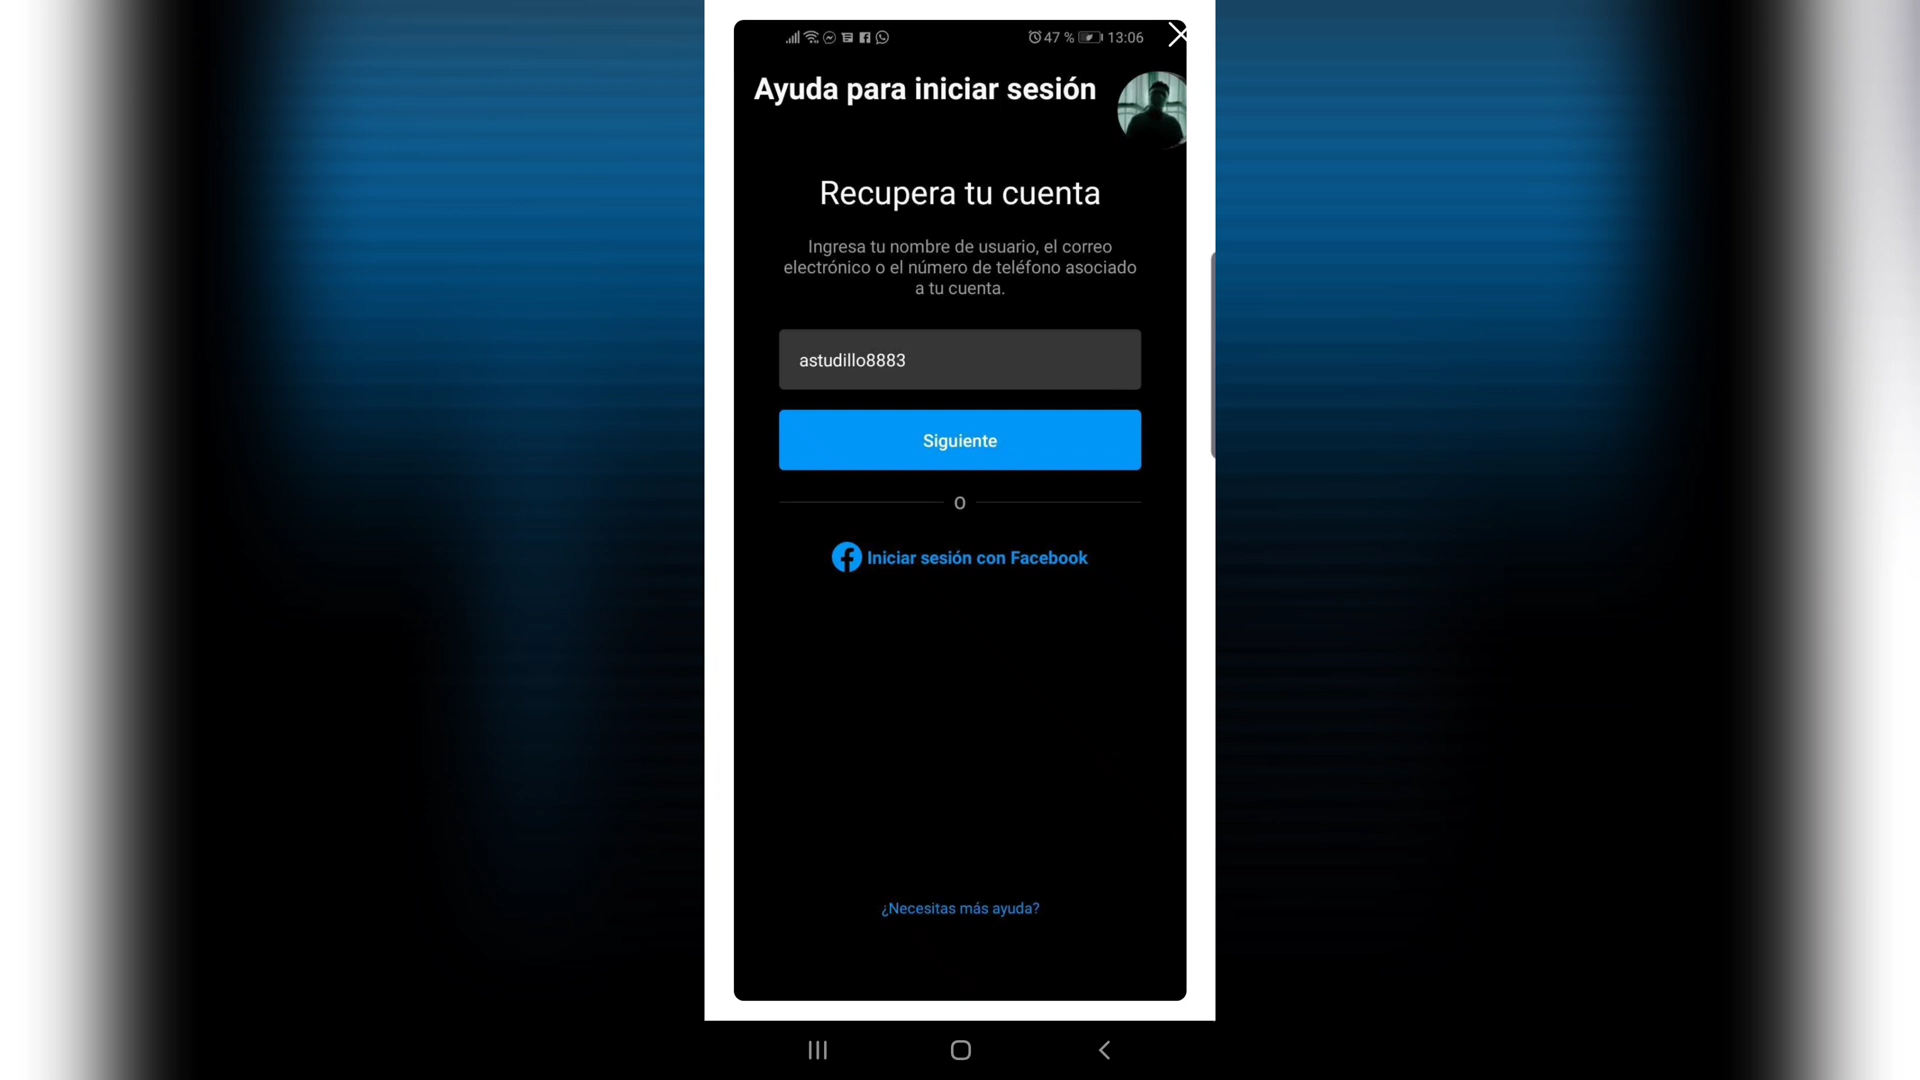 47 % 13:06
Ayuda para iniciar sesión
Recupera tu cuenta
Ingresa tu nombre de usuario, el correo
electrónico o el número de teléfono asociado
a tu cuenta.
astudillo8883
Siguiente
O
Iniciar sesión con Facebook
¿Necesitas más ayuda?